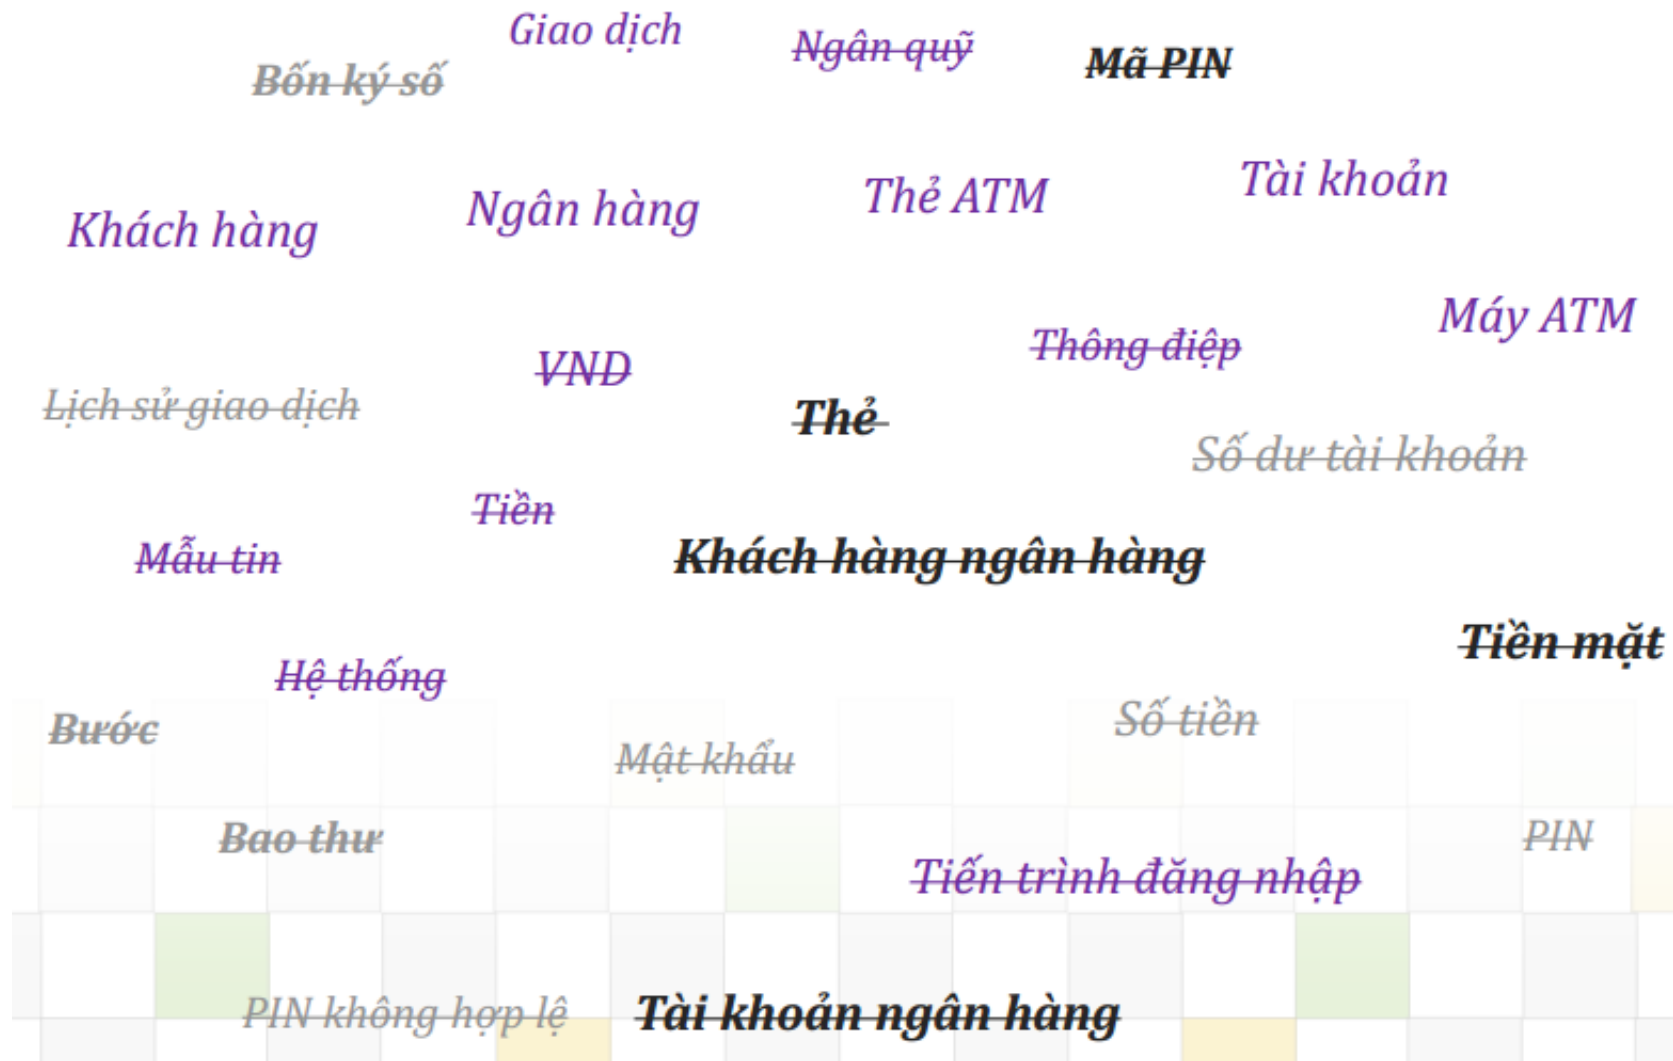 Giao dịch
Ngân quỹ
Mã PIN
Bốn ký số
Khách hàng
Ngân hàng
Thẻ ATM
Tài khoản
Máy ATM
Thông điệp
VND
Lịch sử giao dịch
Thẻ
Số dư tài khoản
Tiền
Mẫu tin
Khách hàng ngân hàng
Tiền mặt
Hệ thống
Bước
Số tiền
Mật khẩu
Bao thư
PIN
Tiến trình đăng nhập
PIN không hợp lệ
Tài khoản ngân hàng